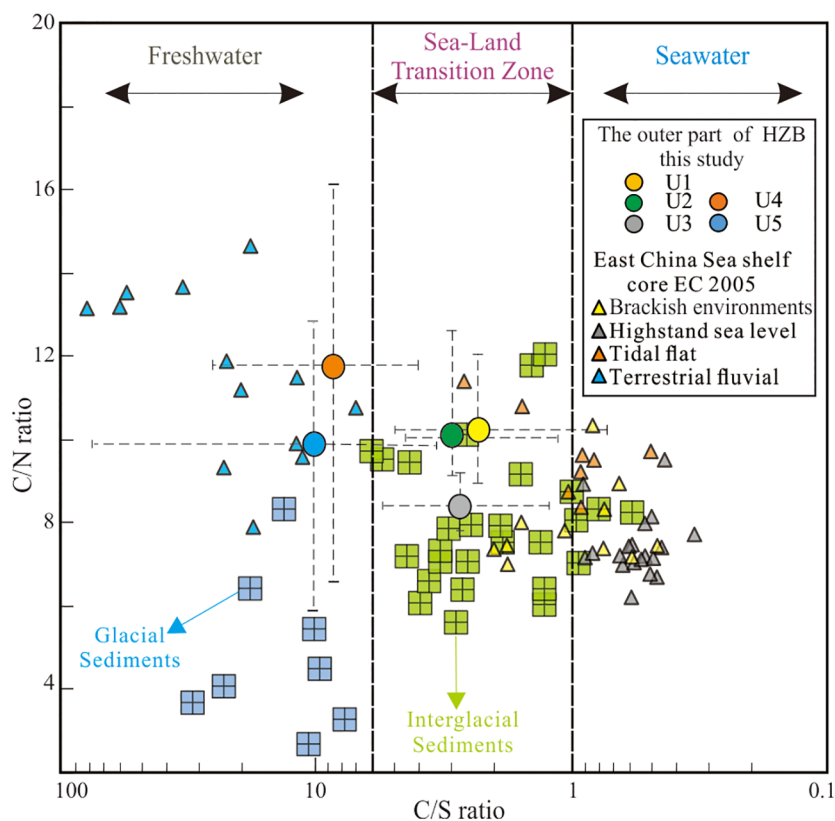 20
16
12
8
4
C/N ratio
Freshwater
Sea-Land
Transition Zone
Seawater
The outer part of HZB
this study
U1
U2 U4
U3 U5
East China Sea shelf
core EC 2005
Brackish environments
Highstand sea level
Tidal flat
Terrestrial fluvial
Glacial
Sediments
Interglacial
Sediments
100 10 1 0.1
C/S ratio